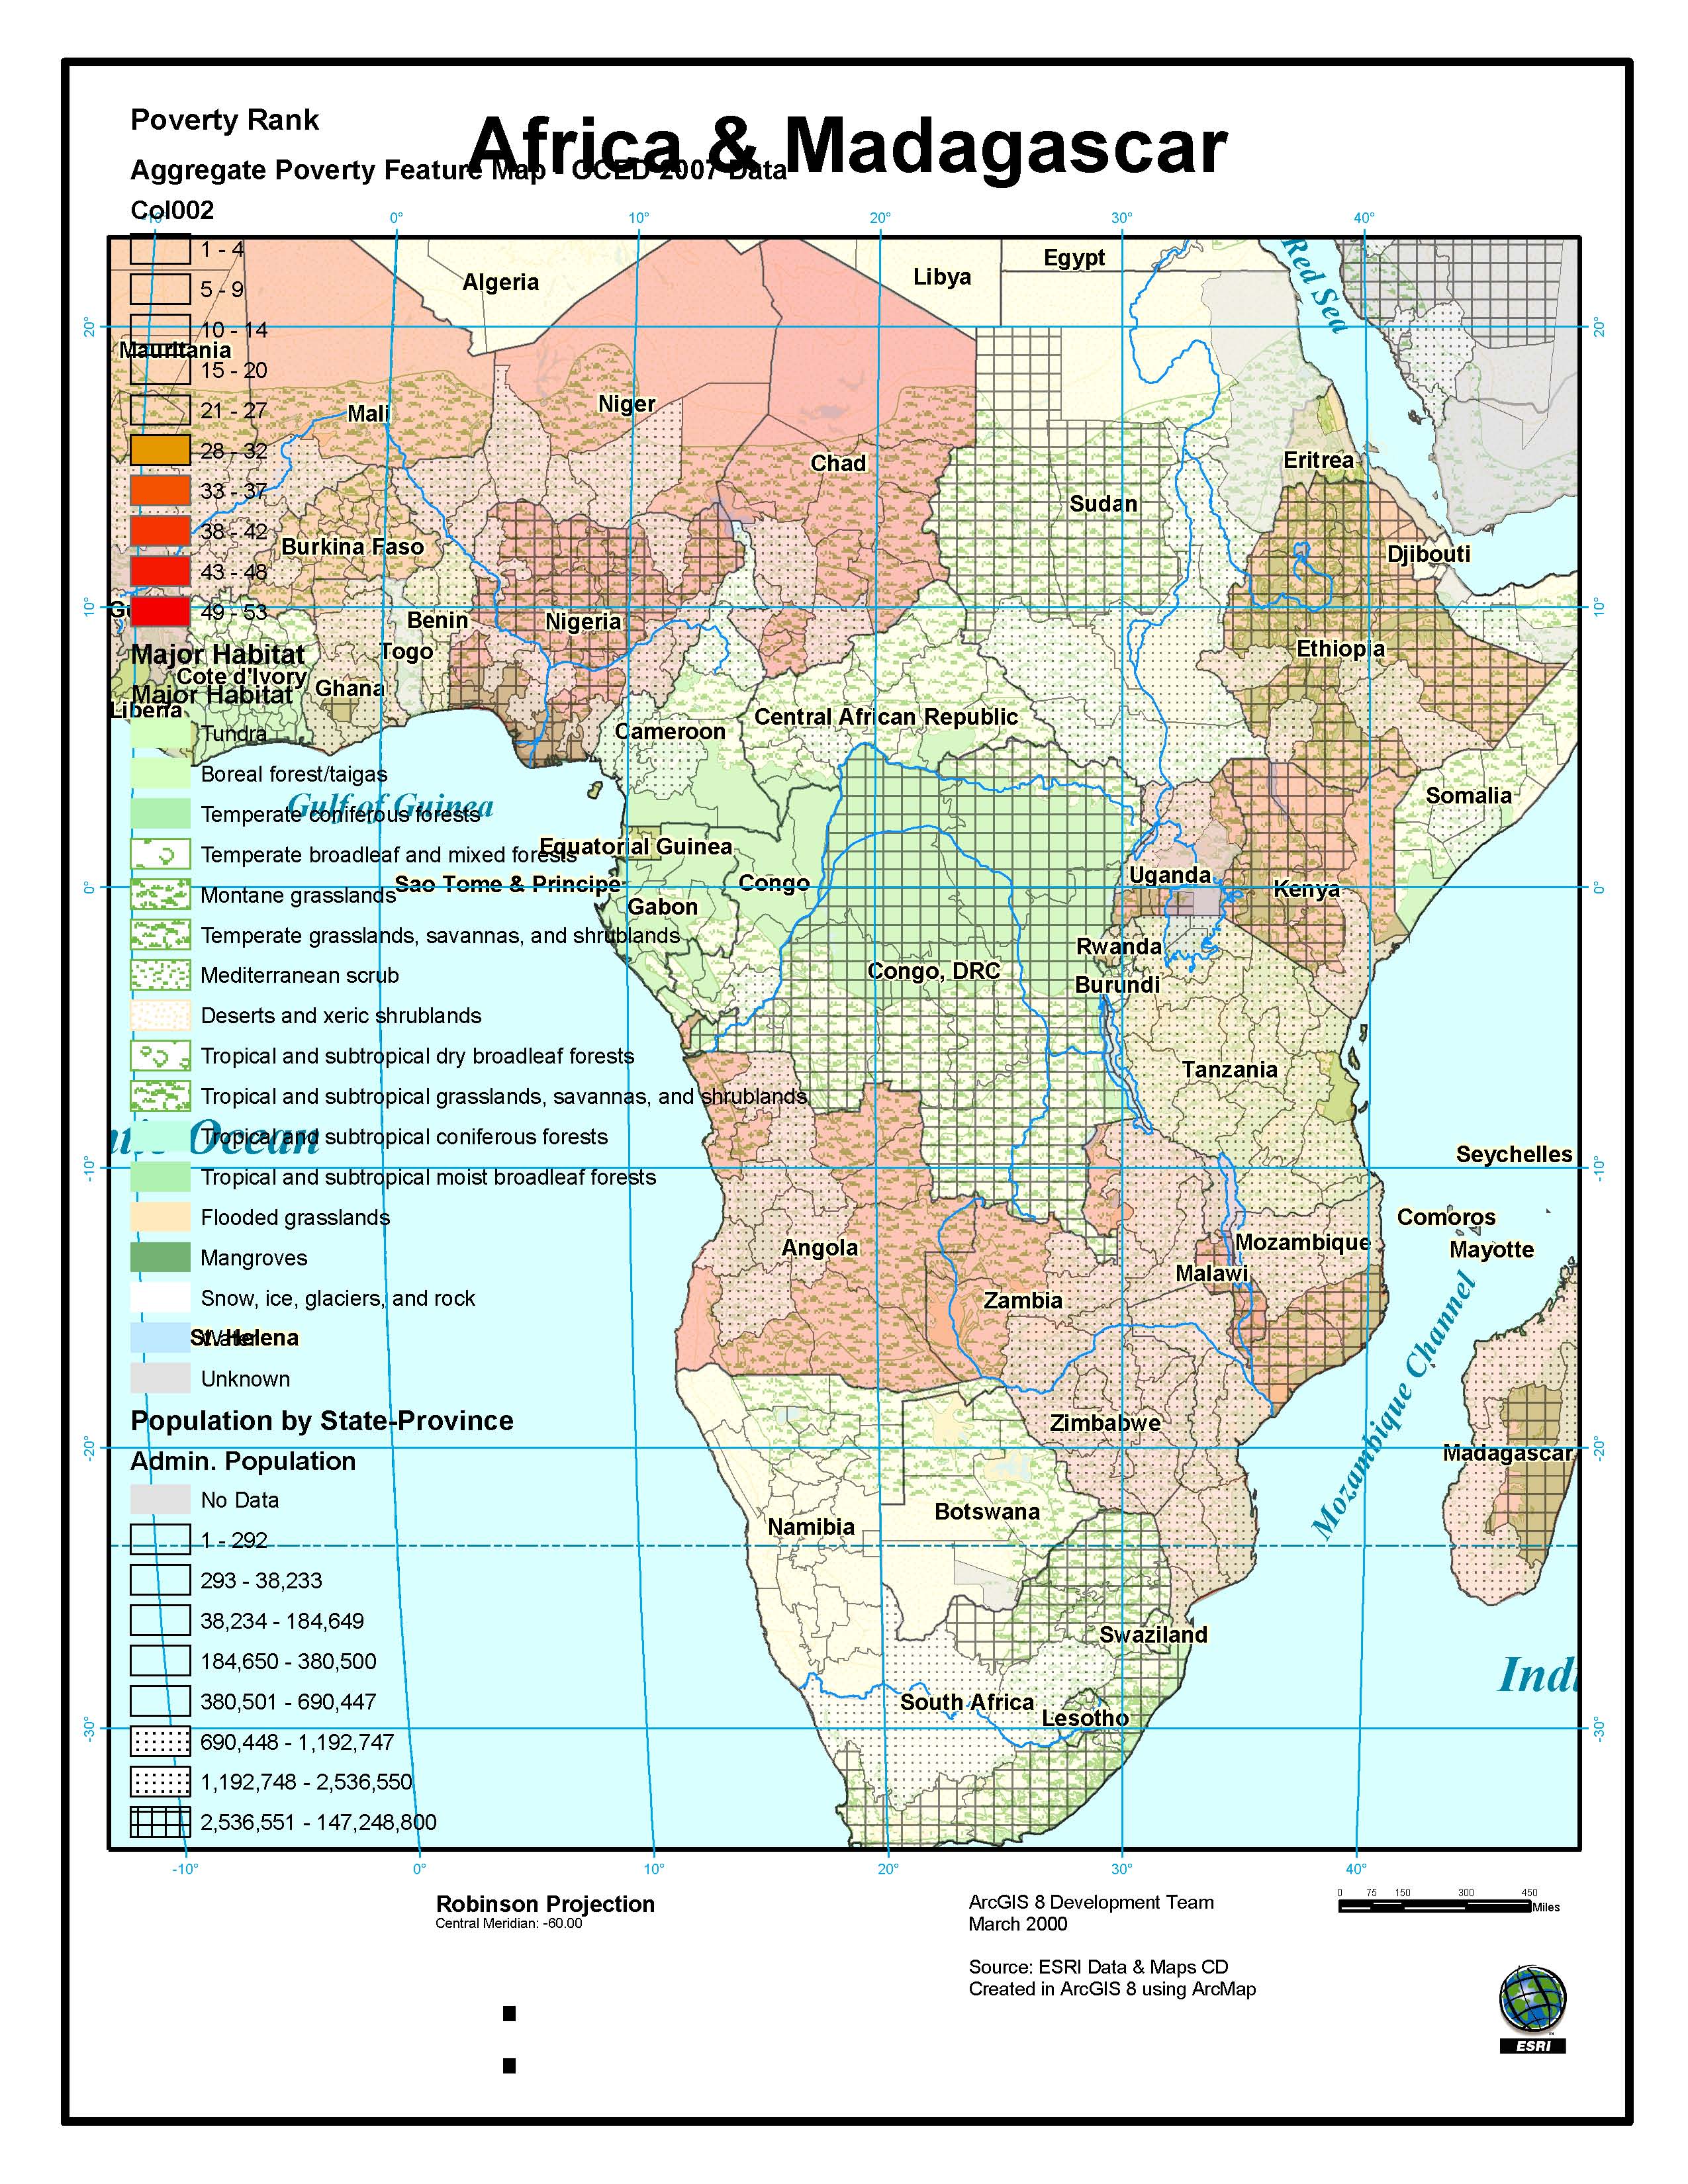 Poverty Rank
Africa & Madagascar
Aggregate Poverty Feature Map - GCED 2007 Data
Col002
-10° 0° 10° 20° 30° 40°
1 - 4
5 - 9
10 - 14
15 - 20
21 - 27
28 - 32
33 - 37
38 - 42
43 - 48
49 - 53
Major Habitat
Major Habitat
Tundra
Boreal forest/taigas
Temperate coniferous forests
Temperate broadleaf and mixed forests
Montane grasslands
Temperate grasslands, savannas, and shrublands
Mediterranean scrub
Deserts and xeric shrublands
Tropical and subtropical dry broadleaf forests
Tropical and subtropical grasslands, savannas, and shrublands
Tropical and subtropical coniferous forests
Tropical and subtropical moist broadleaf forests
Flooded grasslands
Mangroves
Snow, ice, glaciers, and rock
Water
Unknown
Population by State-Province
Admin. Population
No Data
1 - 292
293 - 38,233
38,234 - 184,649
184,650 - 380,500
380,501 - 690,447
690,448 - 1,192,747
1,192,748 - 2,536,550
2,536,551 - 147,248,800
Algeria
Libya
Egypt
Red Sea
20° 20°
Mauritania
Mali
Niger
Chad
Sudan
Eritrea
Djibouti
Burkina Faso
10° 10°
Gu
Benin
Nigeria
Togo
Ethiopia
Cote d'Ivory
Ghana
Liberia
Cameroon
Central African Republic
Somalia
Gulf of Guinea
Equatorial Guinea
Sao Tome & Principe
Congo
Uganda
Kenya
0° 0°
Gabon
Rwanda
Congo, DRC
Burundi
Tanzania
ntic Ocean
Seychelles
-10° -10°
Comoros
Mayotte
Angola
Mozambique
Malawi
Zambia
St. Helena
Mozambique Channel
Zimbabwe
-20° -20°
Madagascar
Namibia
Botswana
Swaziland
Indi
South Africa
Lesotho
-30° -30°
-10° 0° 10° 20° 30° 40°
Robinson Projection
Central Meridian: -60.00
ArcGIS 8 Development Team
March 2000
Source: ESRI Data & Maps CD
Created in ArcGIS 8 using ArcMap
0 75 150 300 450
Miles
ESRI